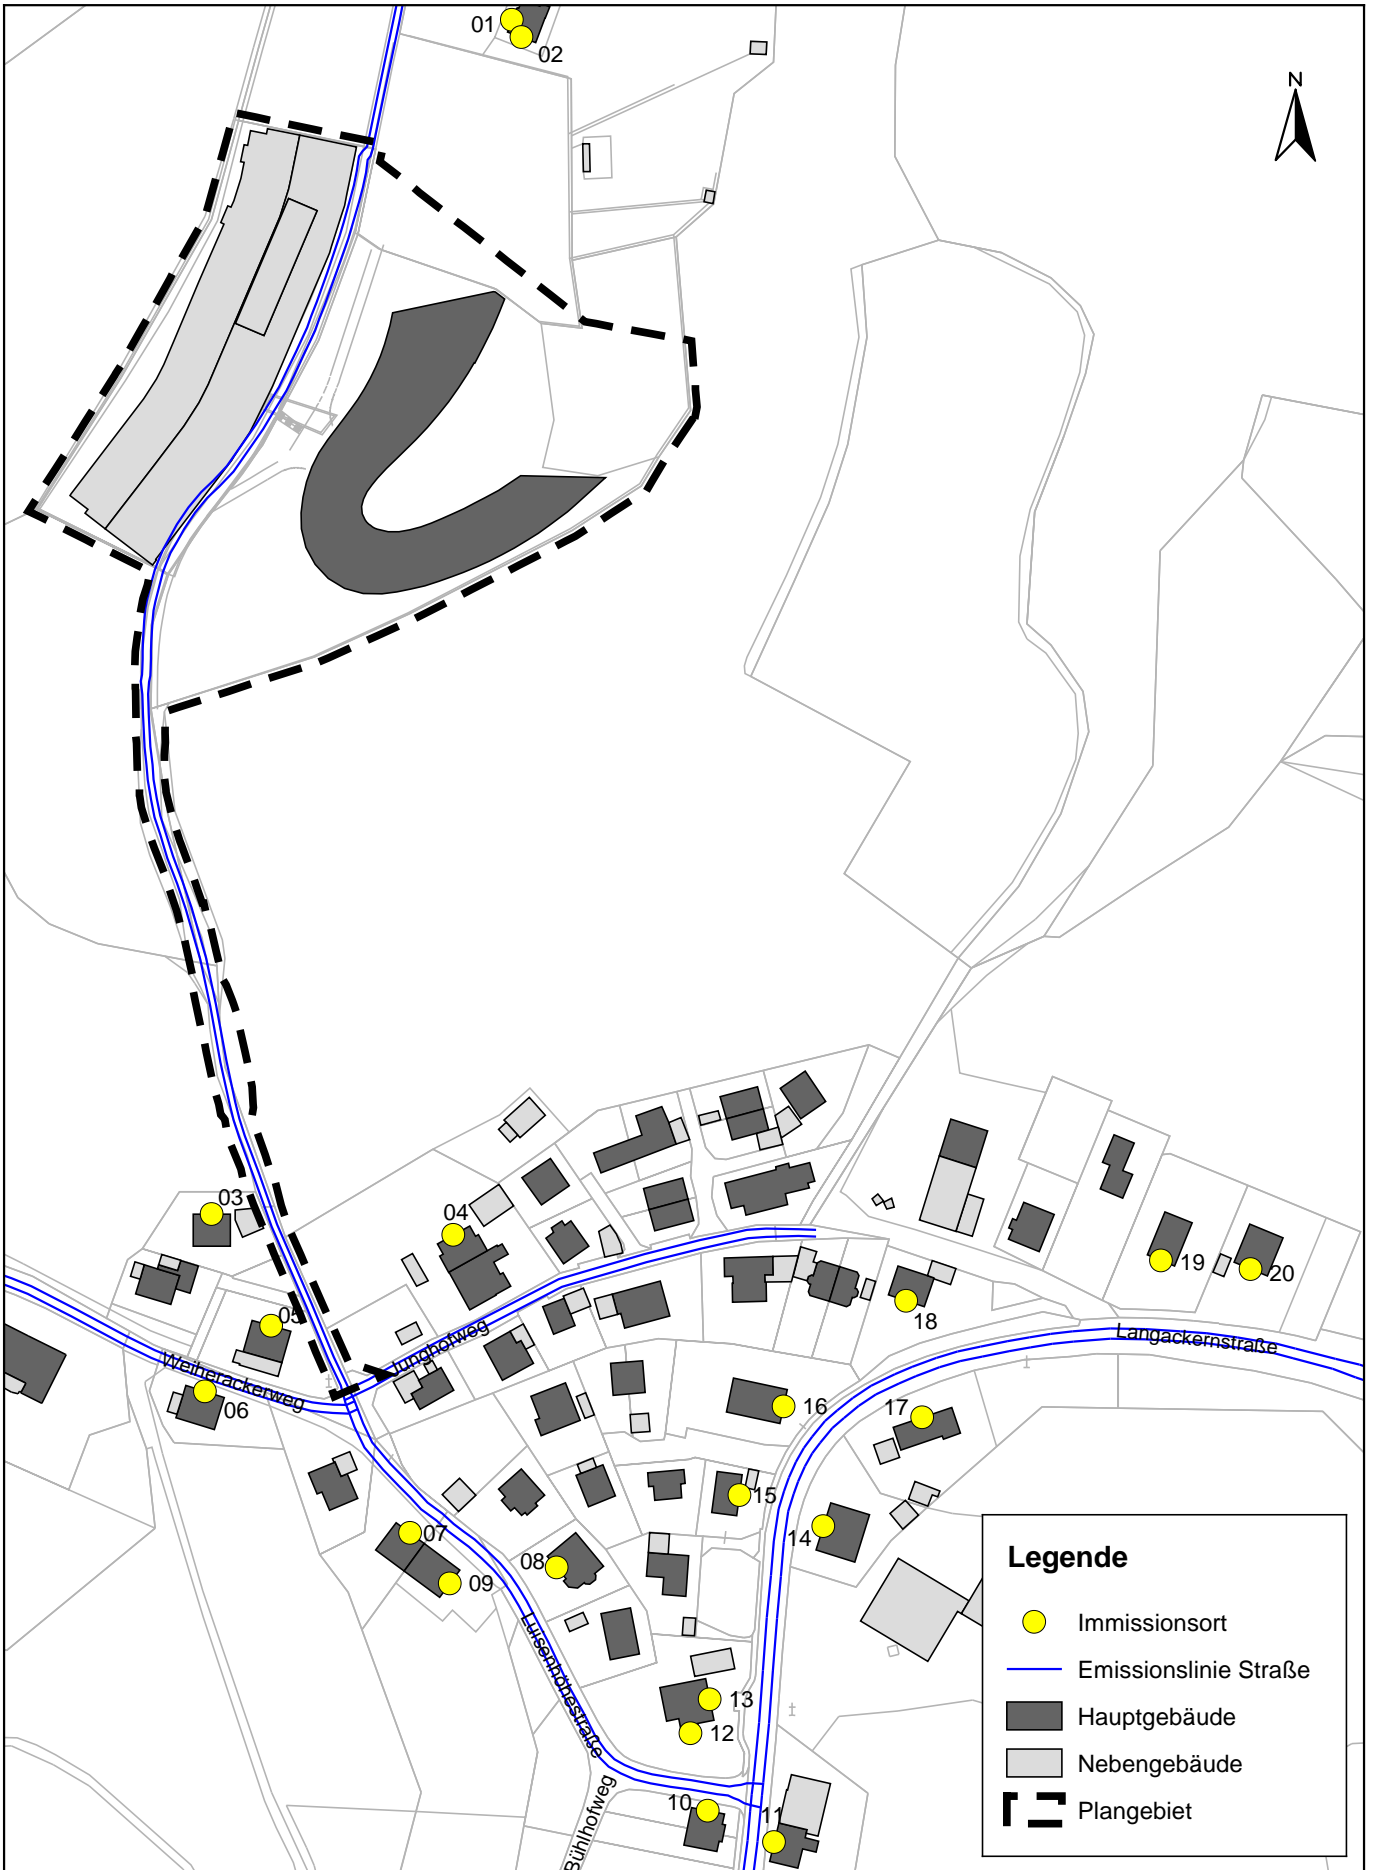 01
02
N
03
04
05
06
Weiherackerweg
Junghofweg
07
08
09
Luisenhöhestraße
Bühlhofweg
10
11
12
13
14
15
16
17
18
19
20
Langackernstraße
Legende
Immissionsort
Emissionslinie Straße
Hauptgebäude
Nebengebäude
Plangebiet